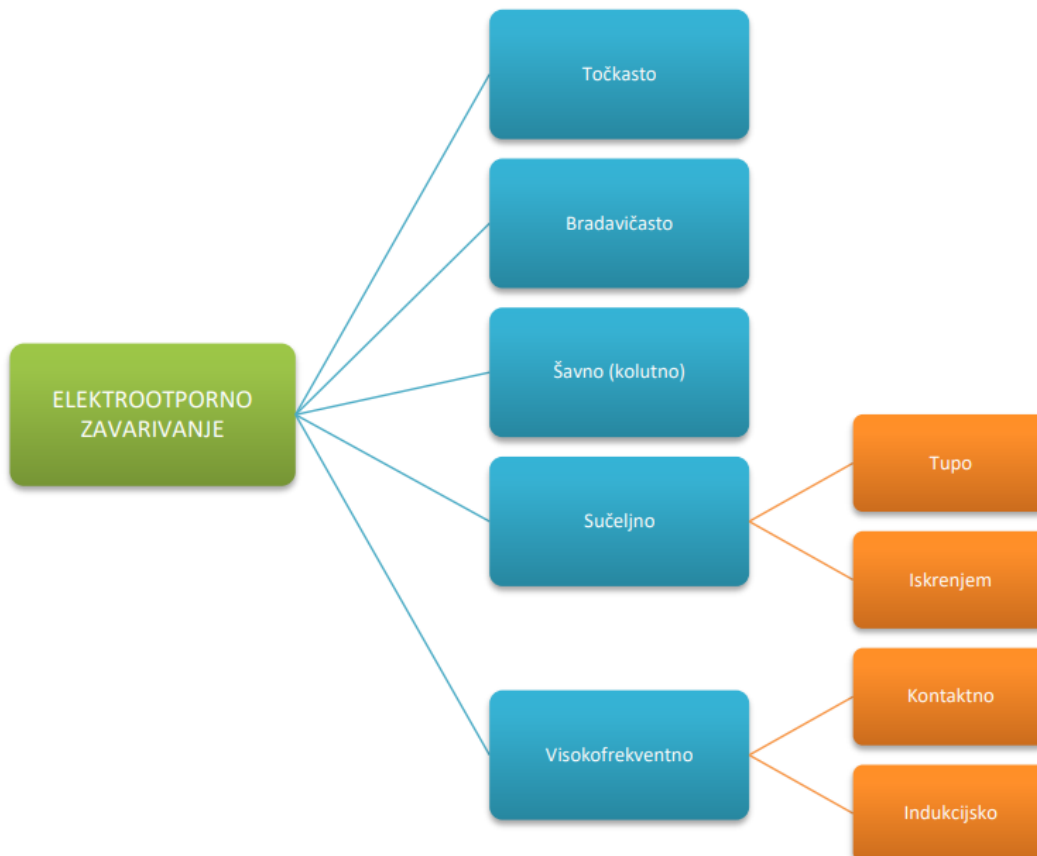 ELEKTROOTPORNO
ZAVARIVANJE
Točkasto
Bradavičasto
Šavno (kolutno)
Sučeljno
Tupo
Iskrenjem
Visokofrekventno
Kontaktno
Indukcijsko